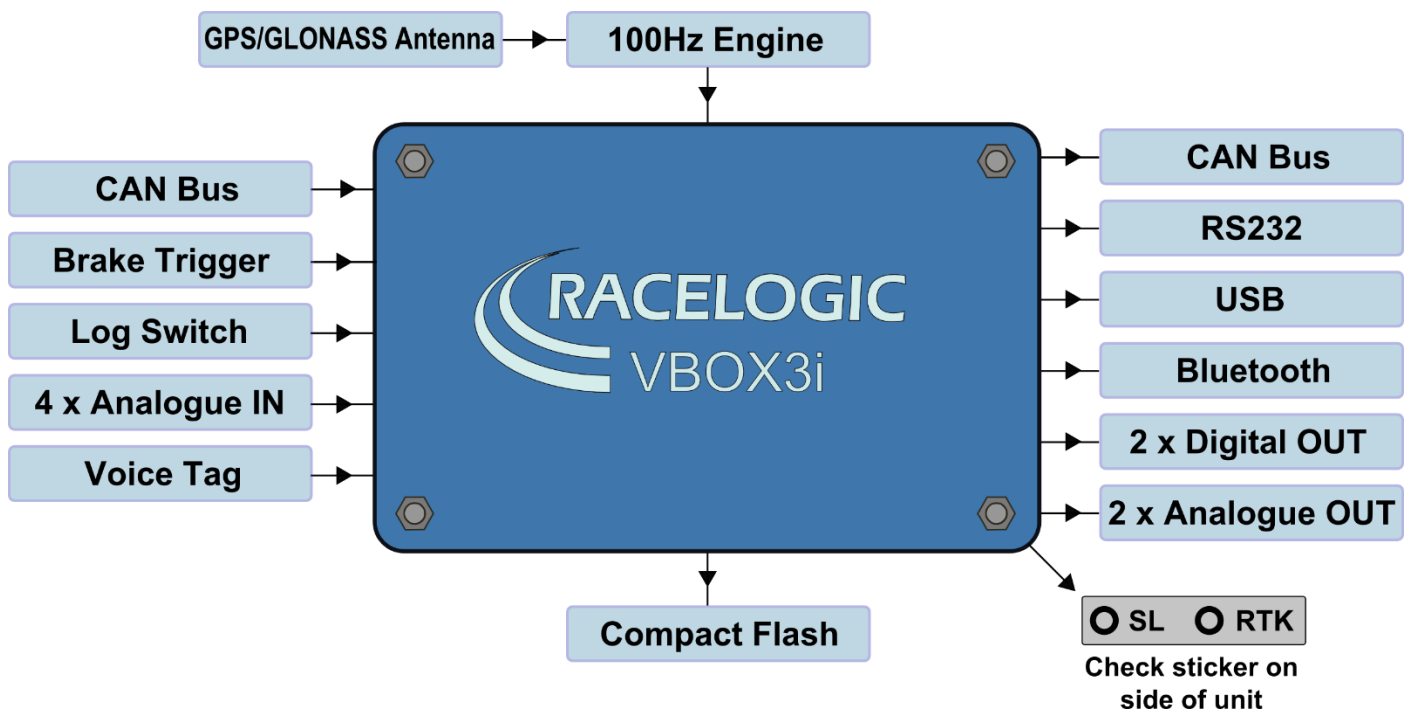 GPS/GLONASS Antenna
100Hz Engine
CAN Bus
Brake Trigger
Log Switch
4 x Analogue IN
Voice Tag
RACELOGIC
VBOX3i
CAN Bus
RS232
USB
Bluetooth
2 x Digital OUT
2 x Analogue OUT
Compact Flash
SL RTK
Check sticker on
side of unit